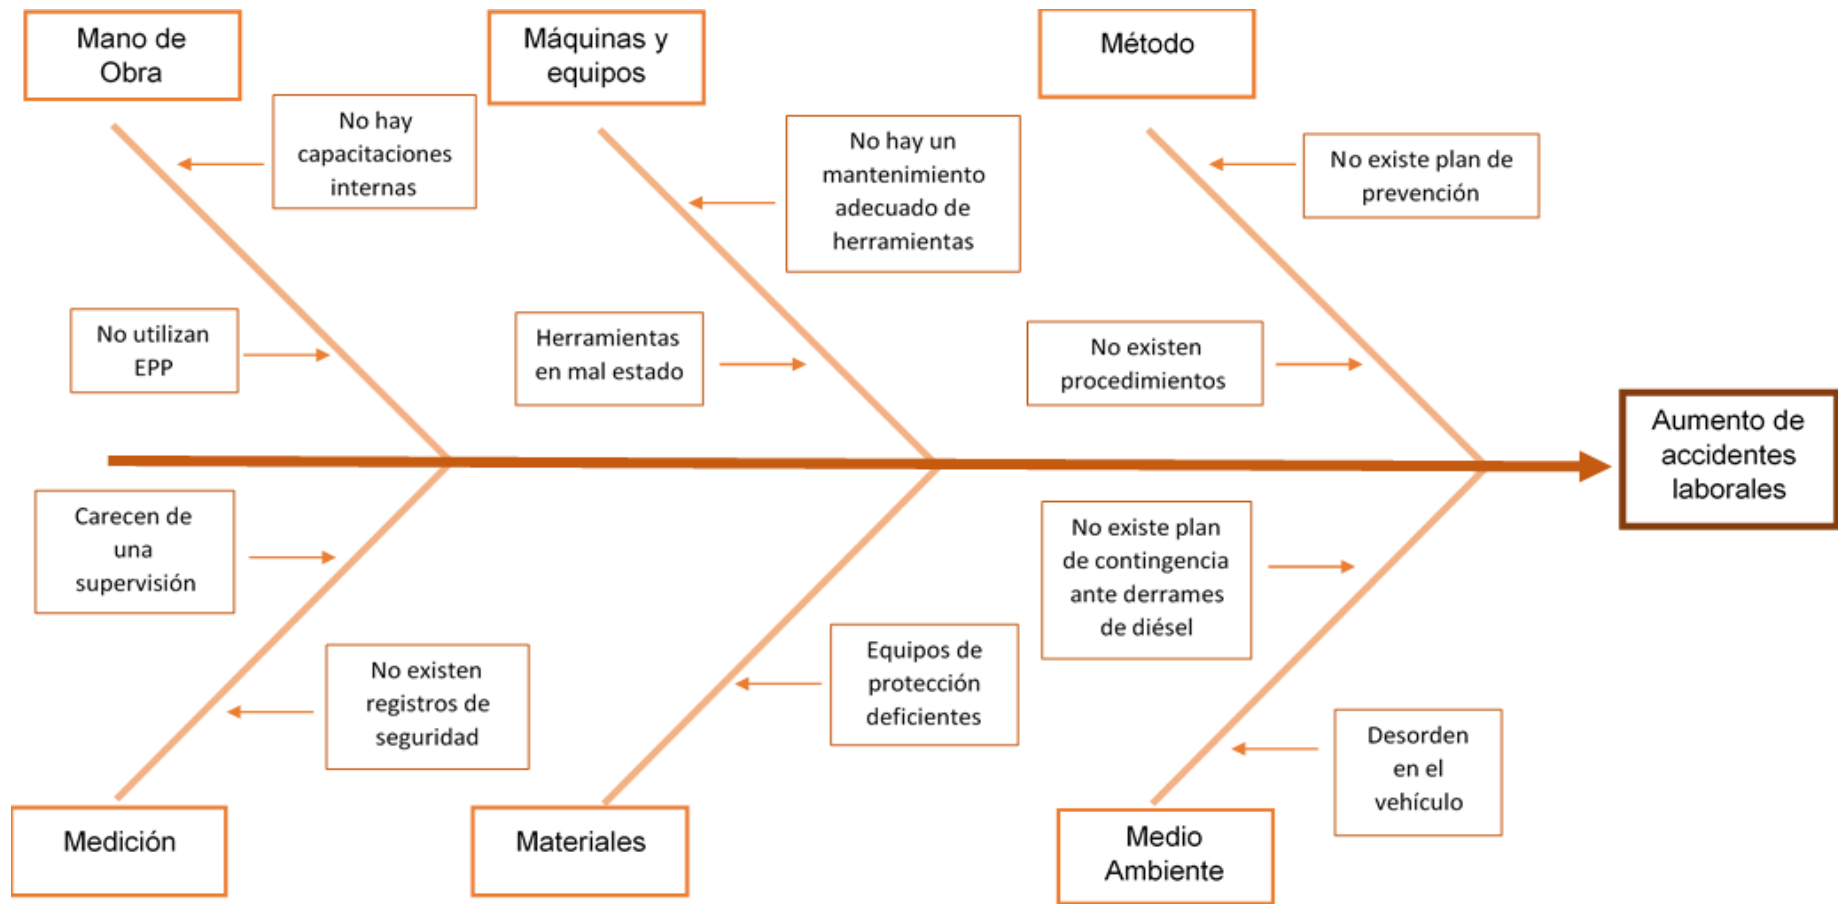 Mano de
Obra
Máquinas y
equipos
Método
No hay
capacitaciones
internas
No hay un
mantenimiento
adecuado de
herramientas
No existe plan de
prevención
No utilizan
EPP
Herramientas
en mal estado
No existen
procedimientos
Aumento de
accidentes
laborales
Carecen de
una
supervisión
No existe plan
de contingencia
ante derrames
de diésel
No existen
registros de
seguridad
Equipos de
protección
deficientes
Desorden
en el
vehículo
Medición
Materiales
Medio
Ambiente